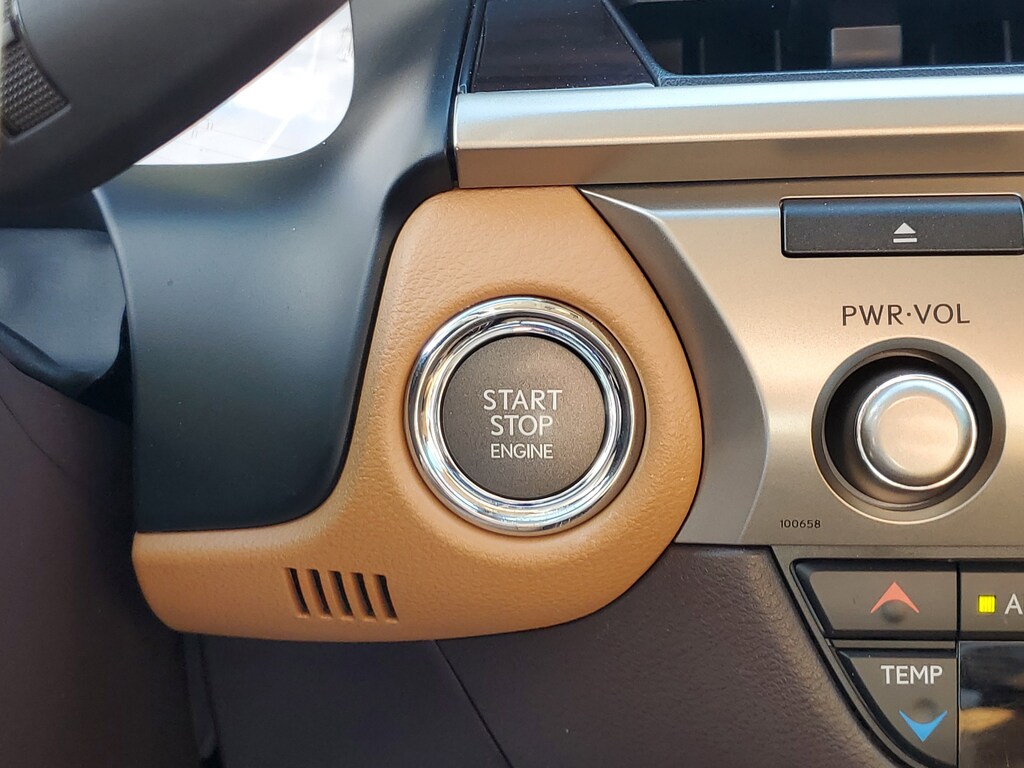 PWR·VOL
START
STOP
ENGINE
100658
A
TEMP